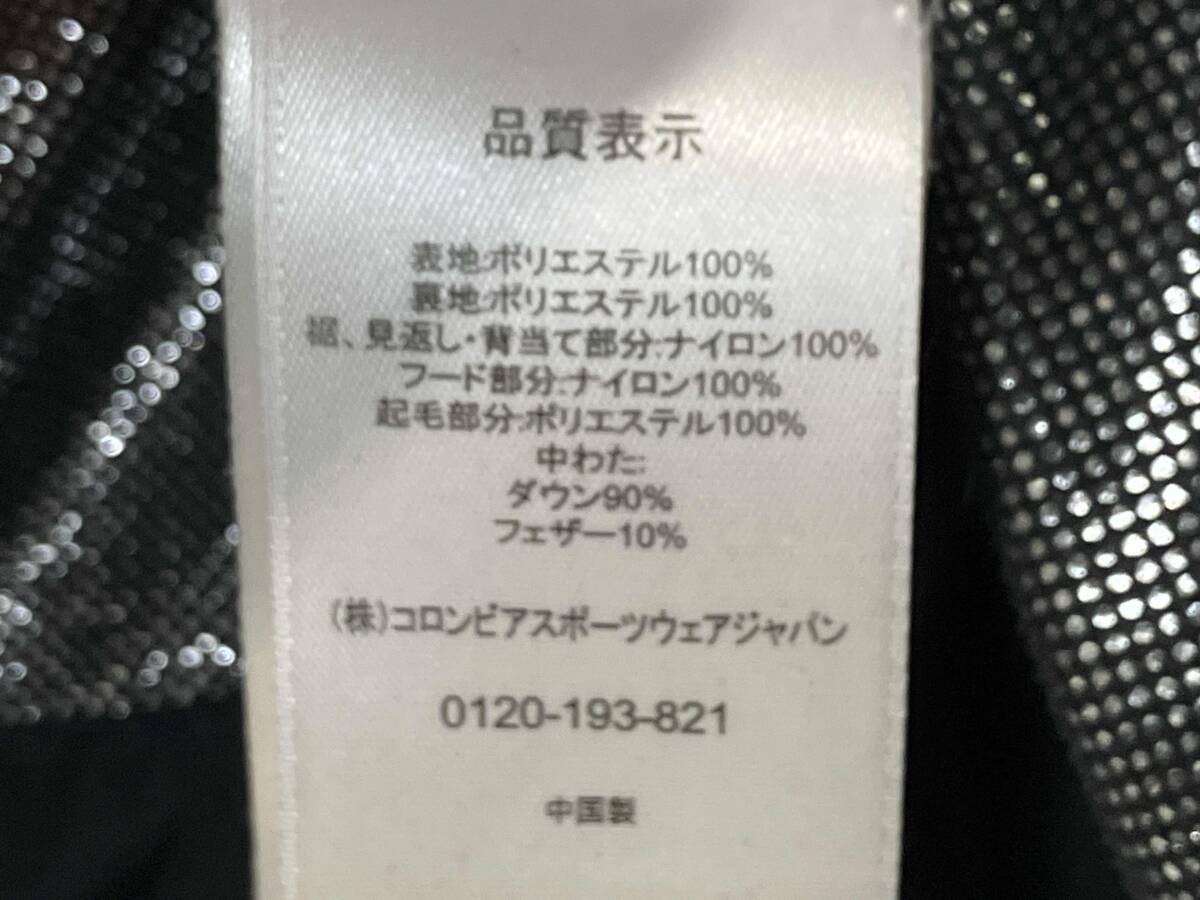 品質表示
表地:ポリエステル100%
裏地:ポリエステル100%
裾、見返し・背当て部分:ナイロン100%
フード部分:ナイロン100%
起毛部分:ポリエステル100%
中わた:
ダウン90%
フェザー10%
(株)コロンビアスポーツウェアジャパン
0120-193-821
中国製